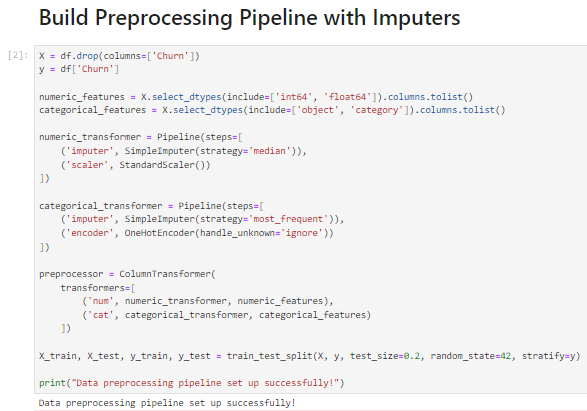 Build Preprocessing Pipeline with Imputers
[2]: X = df.drop(columns=['Churn'])
y = df['Churn']
numeric_features = X.select_dtypes(include=['int64', 'float64']).columns.tolist()
categorical_features = X.select_dtypes(include=['object', 'category']).columns.tolist()
numeric_transformer = Pipeline(steps=[
('imputer', SimpleImputer(strategy='median')),
('scaler', StandardScaler())
])
categorical_transformer = Pipeline(steps=[
('imputer', SimpleImputer(strategy='most_frequent')),
('encoder', OneHotEncoder(handle_unknown='ignore'))
])
preprocessor = ColumnTransformer(
transformers=[
('num', numeric_transformer, numeric_features),
('cat', categorical_transformer, categorical_features)
])
X_train, X_test, y_train, y_test = train_test_split(X, y, test_size=0.2, random_state=42, stratify=y)
print("Data preprocessing pipeline set up successfully!")
Data preprocessing pipeline set up successfully!